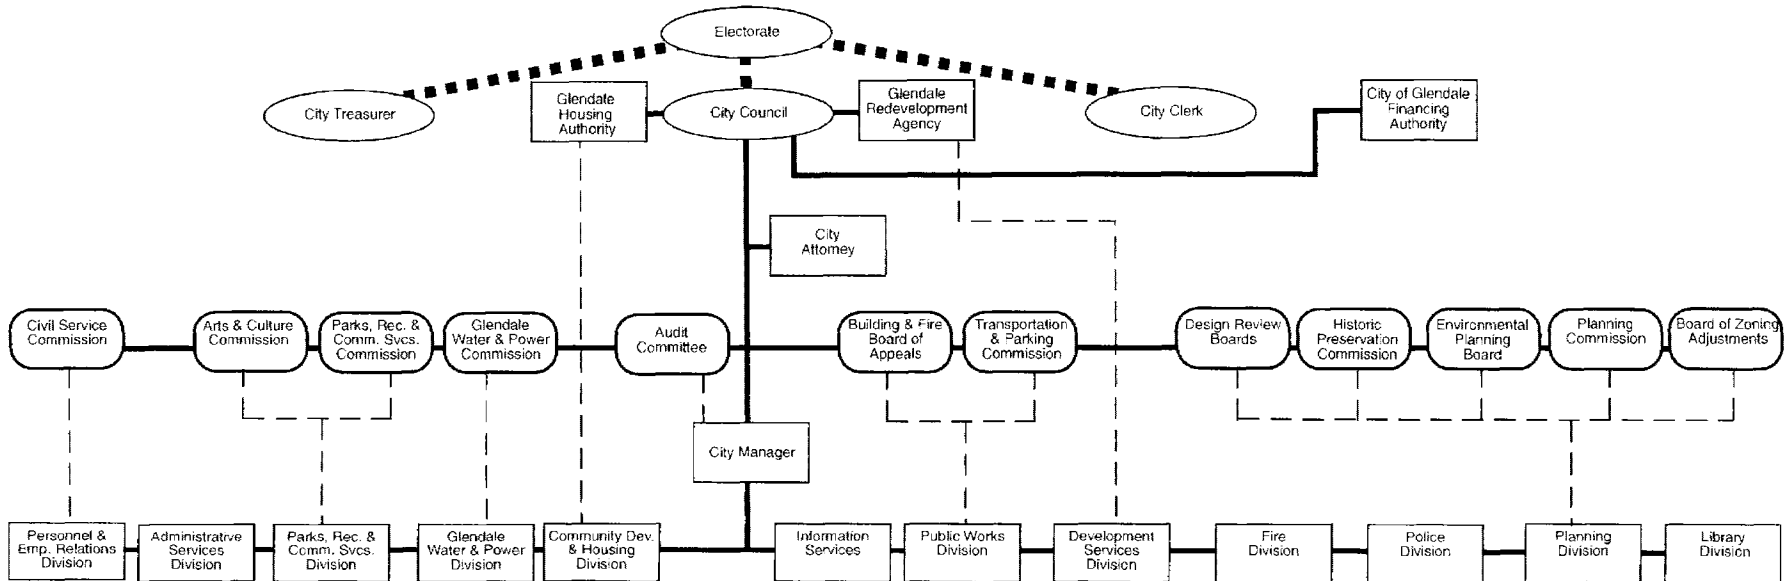 Electorate
City Treasurer
Glendale
Housing
Authority
City Council
Glendale
Redevelopment
Agency
City Clerk
City of Glendale
Financing
Authority
City
Attorney
Civil Service
Commission
Arts & Culture
Commission
Parks, Rec. &
Comm. Svcs.
Commission
Glendale
Water & Power
Commission
Audit
Committee
Building & Fire
Board of
Appeals
Transportation
& Parking
Commission
Design Review
Boards
Historic
Preservation
Commission
Environmental
Planning
Board
Planning
Commission
Board of Zoning
Adjustments
City Manager
Personnel &
Emp. Relations
Division
Administrative
Services
Division
Parks, Rec. &
Comm. Svcs.
Division
Glendale
Water & Power
Division
Community Dev.
& Housing
Division
Information
Services
Public Works
Division
Development
Services
Division
Fire
Division
Police
Division
Planning
Division
Library
Division